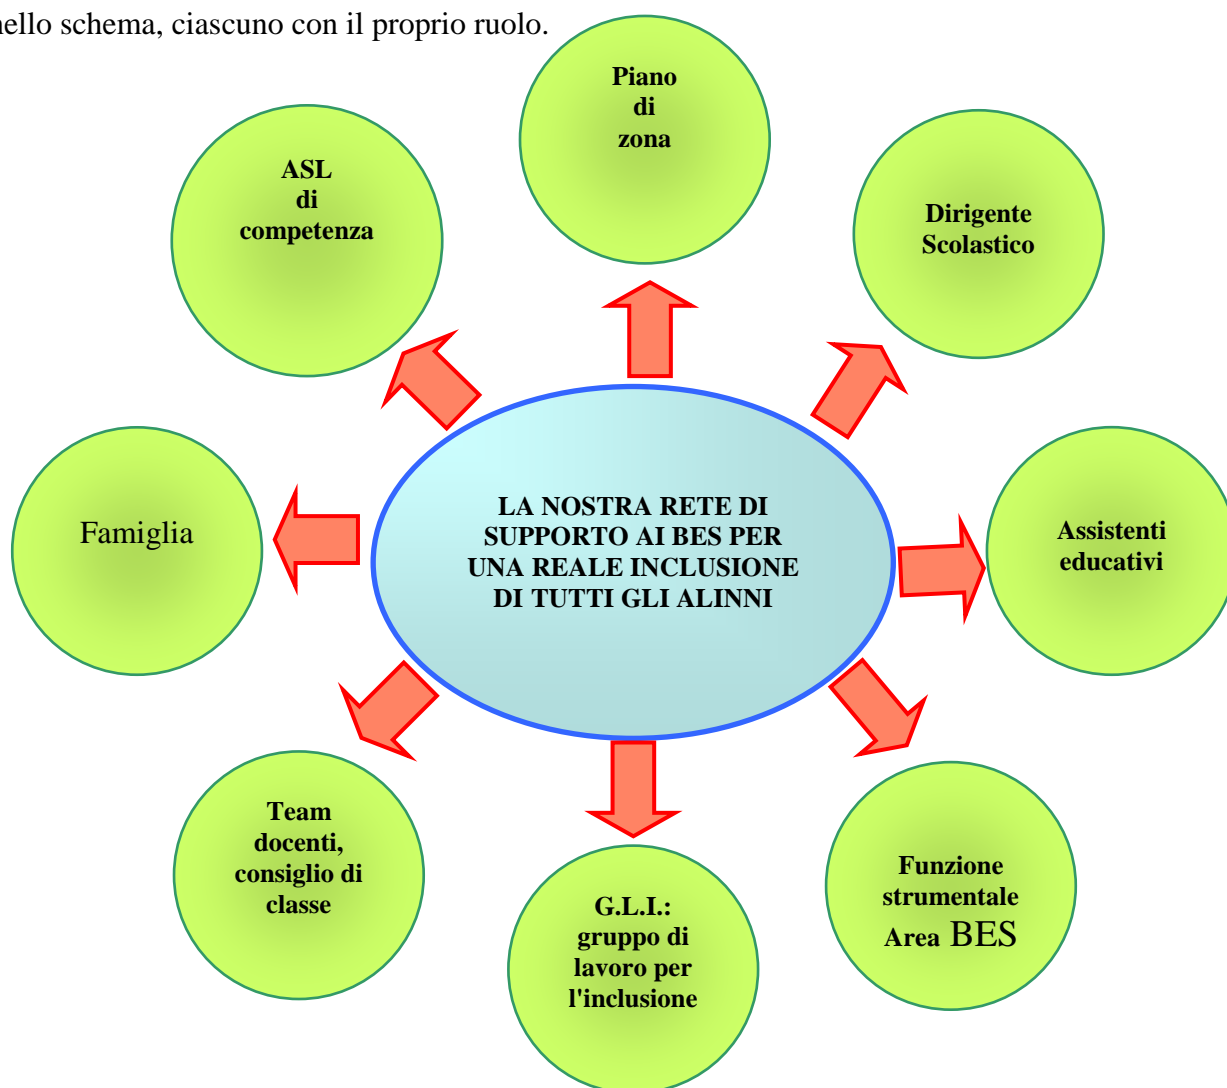 nello schema, ciascuno con il proprio ruolo.
Piano
di
zona
ASL
di
competenza
Dirigente
Scolastico
Famiglia
LA NOSTRA RETE DI
SUPPORTO AI BES PER
UNA REALE INCLUSIONE
DI TUTTI GLI ALINNI
Assistenti
educativi
Team
docenti,
consiglio di
classe
G.L.I.:
gruppo di
lavoro per
l'inclusione
Funzione
strumentale
Area BES